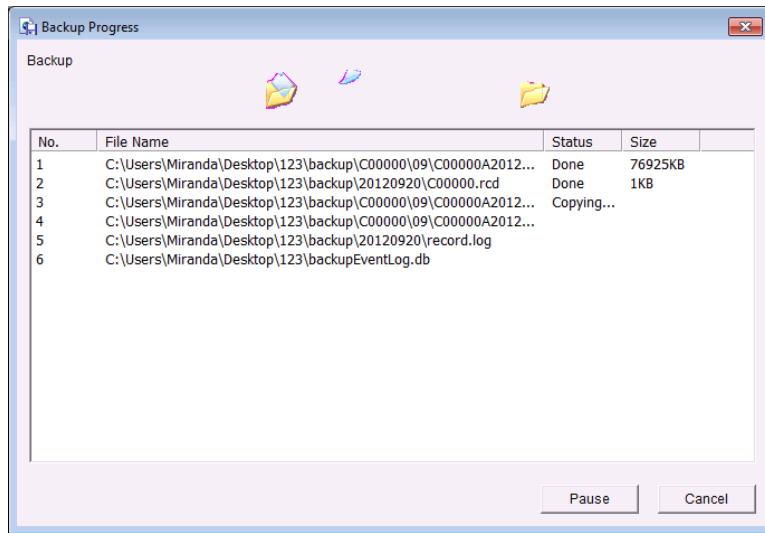 Backup Progress
Backup
No. File Name Status Size
1 C:\Users\Miranda\Desktop\123\backup\C00000\09\C00000A2012... Done 76925KB
2 C:\Users\Miranda\Desktop\123\backup\20120920\C00000.rcd Done 1KB
3 C:\Users\Miranda\Desktop\123\backup\C00000\09\C00000A2012... Copying...
4 C:\Users\Miranda\Desktop\123\backup\C00000\09\C00000A2012...
5 C:\Users\Miranda\Desktop\123\backup\20120920\record.log
6 C:\Users\Miranda\Desktop\123\backupEventLog.db
Pause Cancel